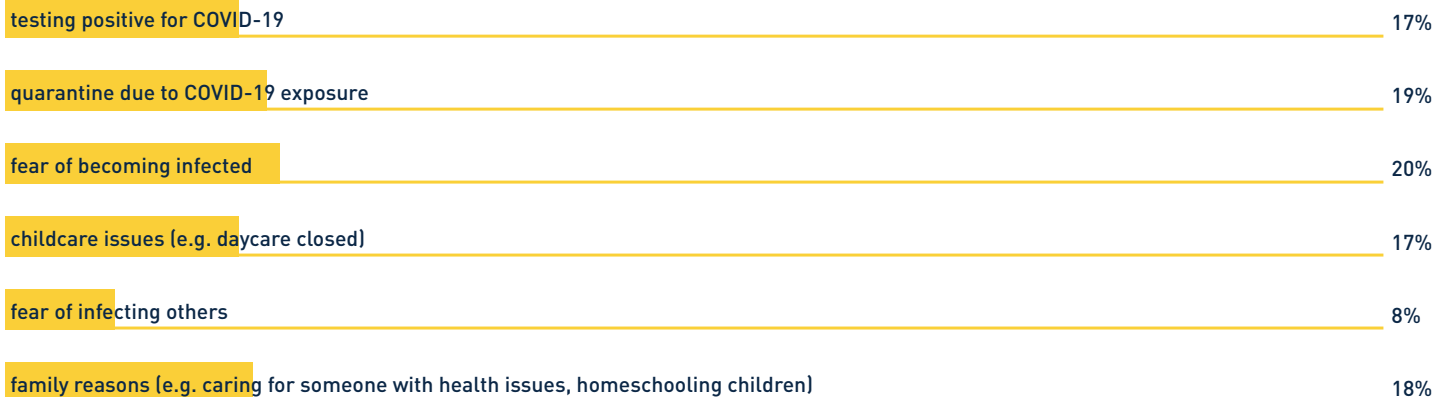 testing positive for COVID-19 17%
quarantine due to COVID-19 exposure 19%
fear of becoming infected 20%
childcare issues (e.g. daycare closed) 17%
fear of infecting others 8%
family reasons (e.g. caring for someone with health issues, homeschooling children) 18%